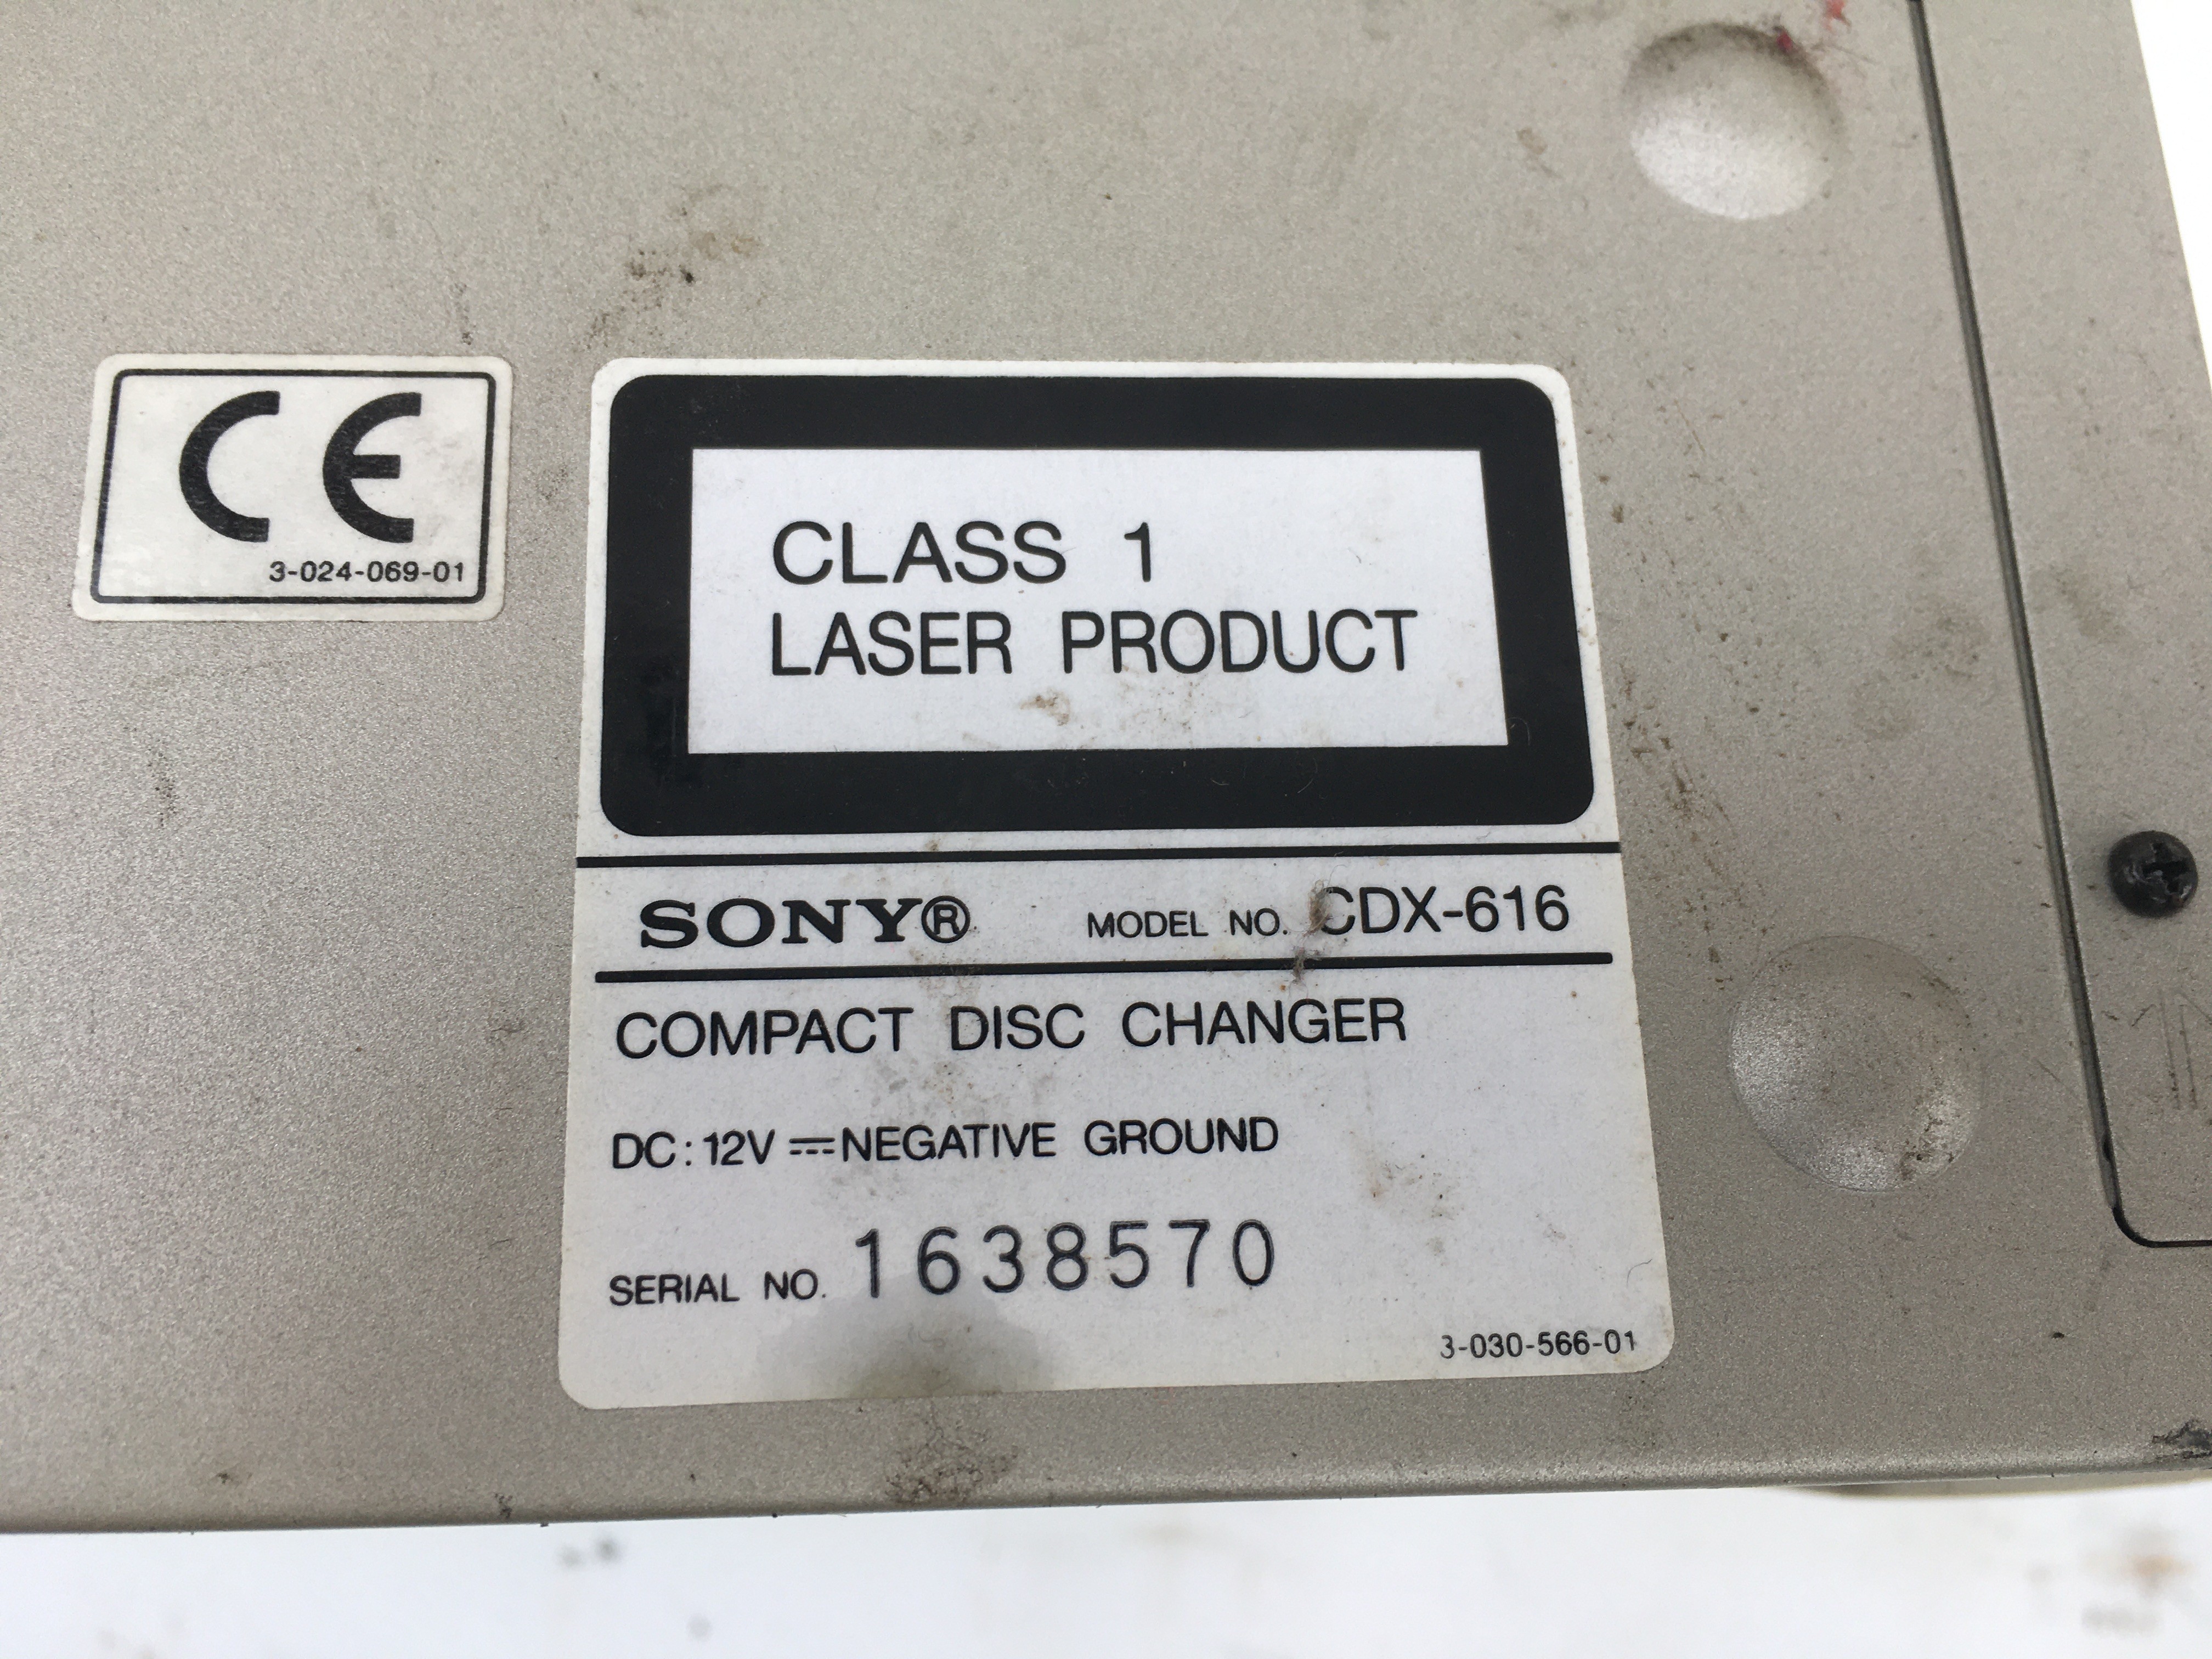 CE
3-024-069-01
CLASS 1
LASER PRODUCT
SONY® MODEL NO. CDX-616
COMPACT DISC CHANGER
DC: 12V ⎓ NEGATIVE GROUND
SERIAL NO. 1638570
3-030-566-01